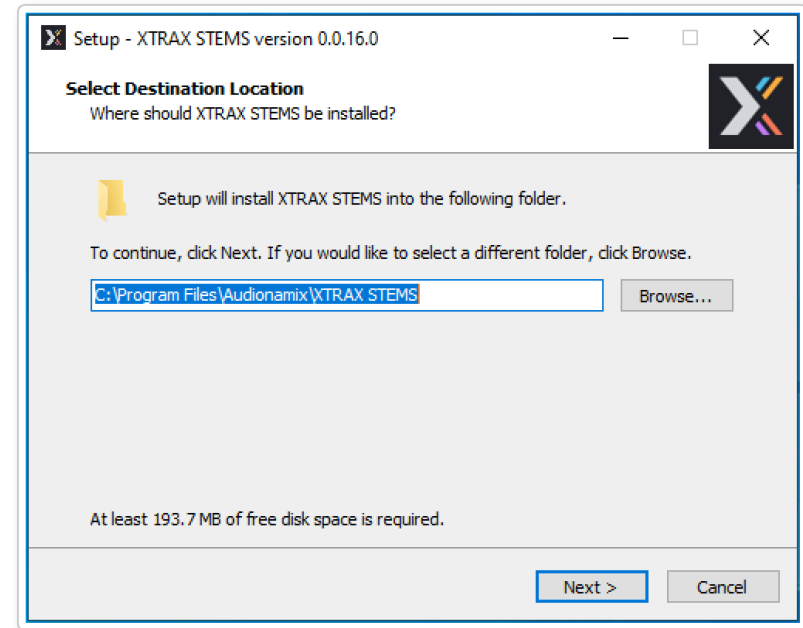 Setup - XTRAX STEMS version 0.0.16.0
Select Destination Location
Where should XTRAX STEMS be installed?
Setup will install XTRAX STEMS into the following folder.
To continue, click Next. If you would like to select a different folder, click Browse.
C:\Program Files\Audionamix\XTRAX STEMS
Browse...
At least 193.7 MB of free disk space is required.
Next >
Cancel